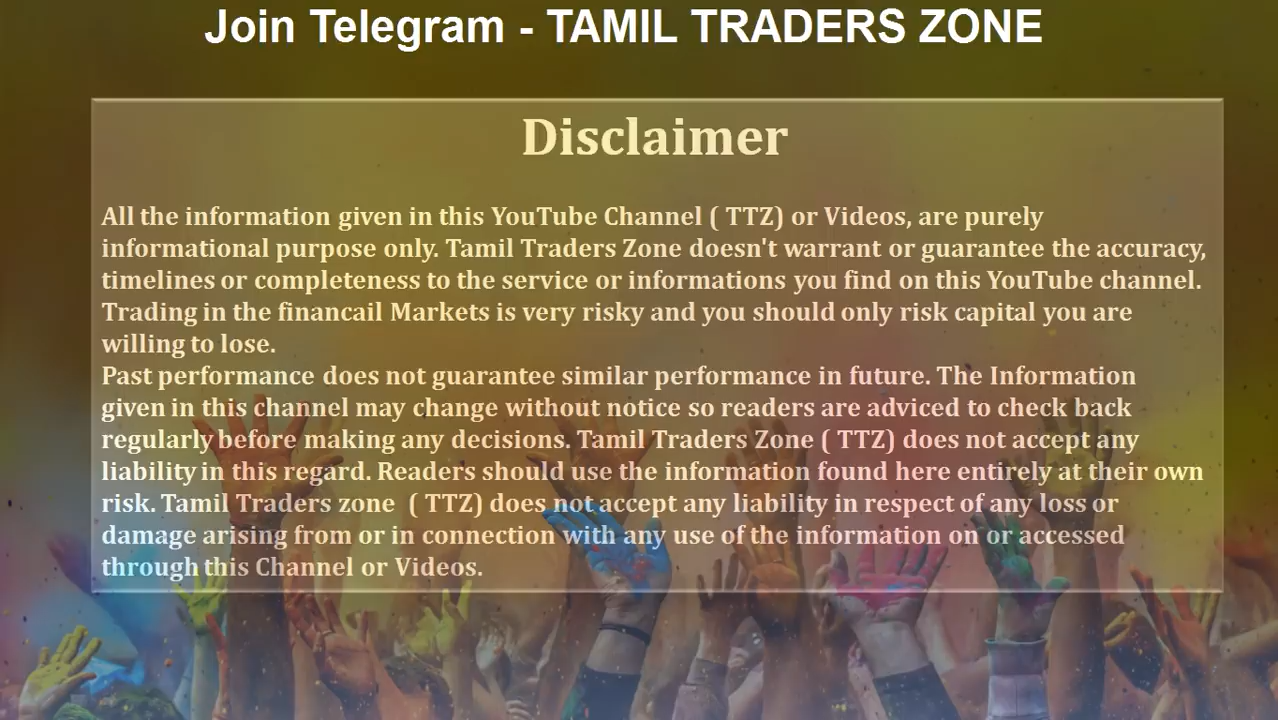 Join Telegram - TAMIL TRADERS ZONE
Disclaimer
All the information given in this YouTube Channel ( TTZ) or Videos, are purely
informational purpose only. Tamil Traders Zone doesn't warrant or guarantee the accuracy,
timelines or completeness to the service or informations you find on this YouTube channel.
Trading in the financail Markets is very risky and you should only risk capital you are
willing to lose.
Past performance does not guarantee similar performance in future. The Information
given in this channel may change without notice so readers are adviced to check back
regularly before making any decisions. Tamil Traders Zone ( TTZ) does not accept any
liability in this regard. Readers should use the information found here entirely at their own
risk. Tamil Traders zone  ( TTZ) does not accept any liability in respect of any loss or
damage arising from or in connection with any use of the information on or accessed
through this Channel or Videos.